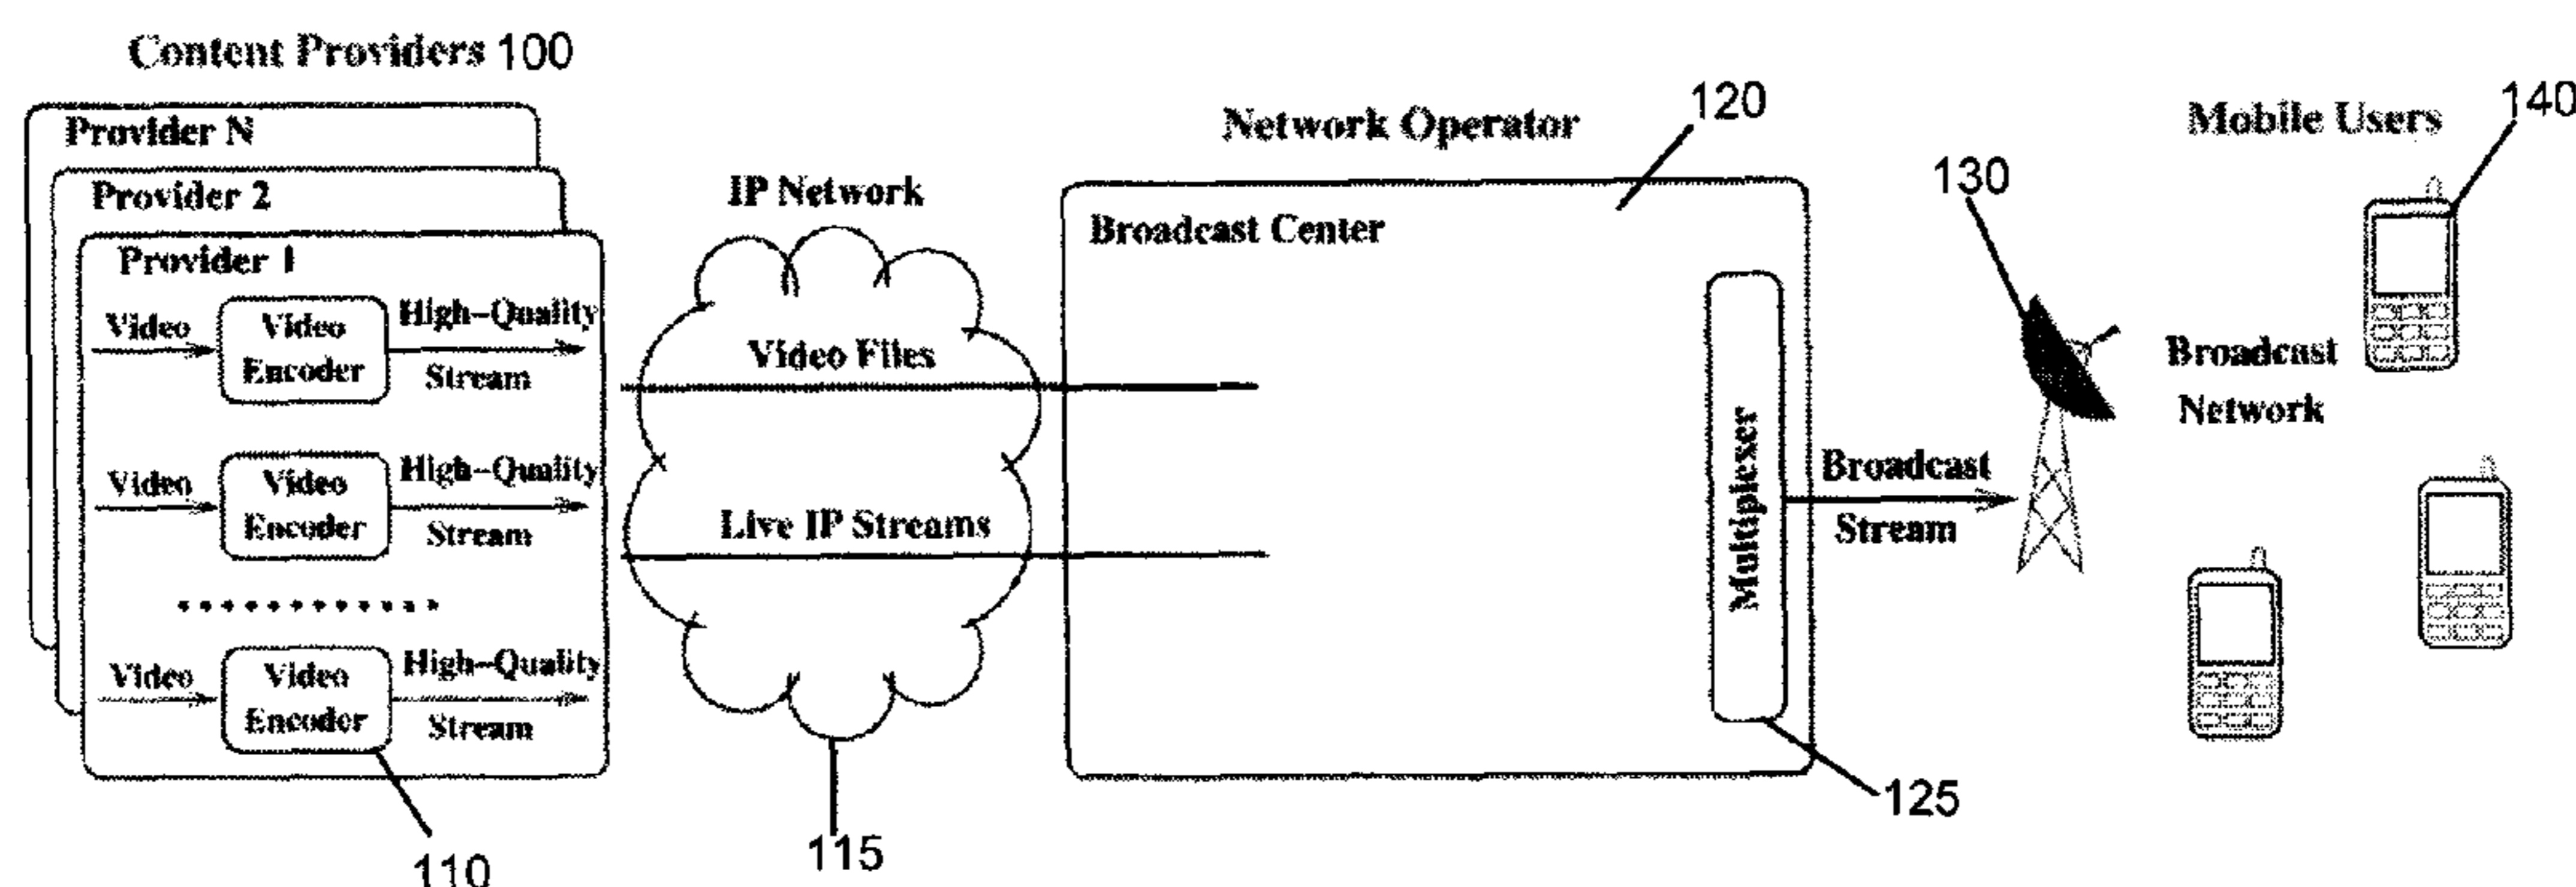 Content Providers 100
Provider N
Provider 2
Provider 1
Video
Video
Encoder
High-Quality
Stream
Video
Video
Encoder
High-Quality
Stream
Video
Video
Encoder
High-Quality
Stream
110
IP Network
Video Files
Live IP Streams
115
Network Operator
120
Broadcast Center
Multiplexer
125
Broadcast
Stream
130
Broadcast
Network
Mobile Users
140